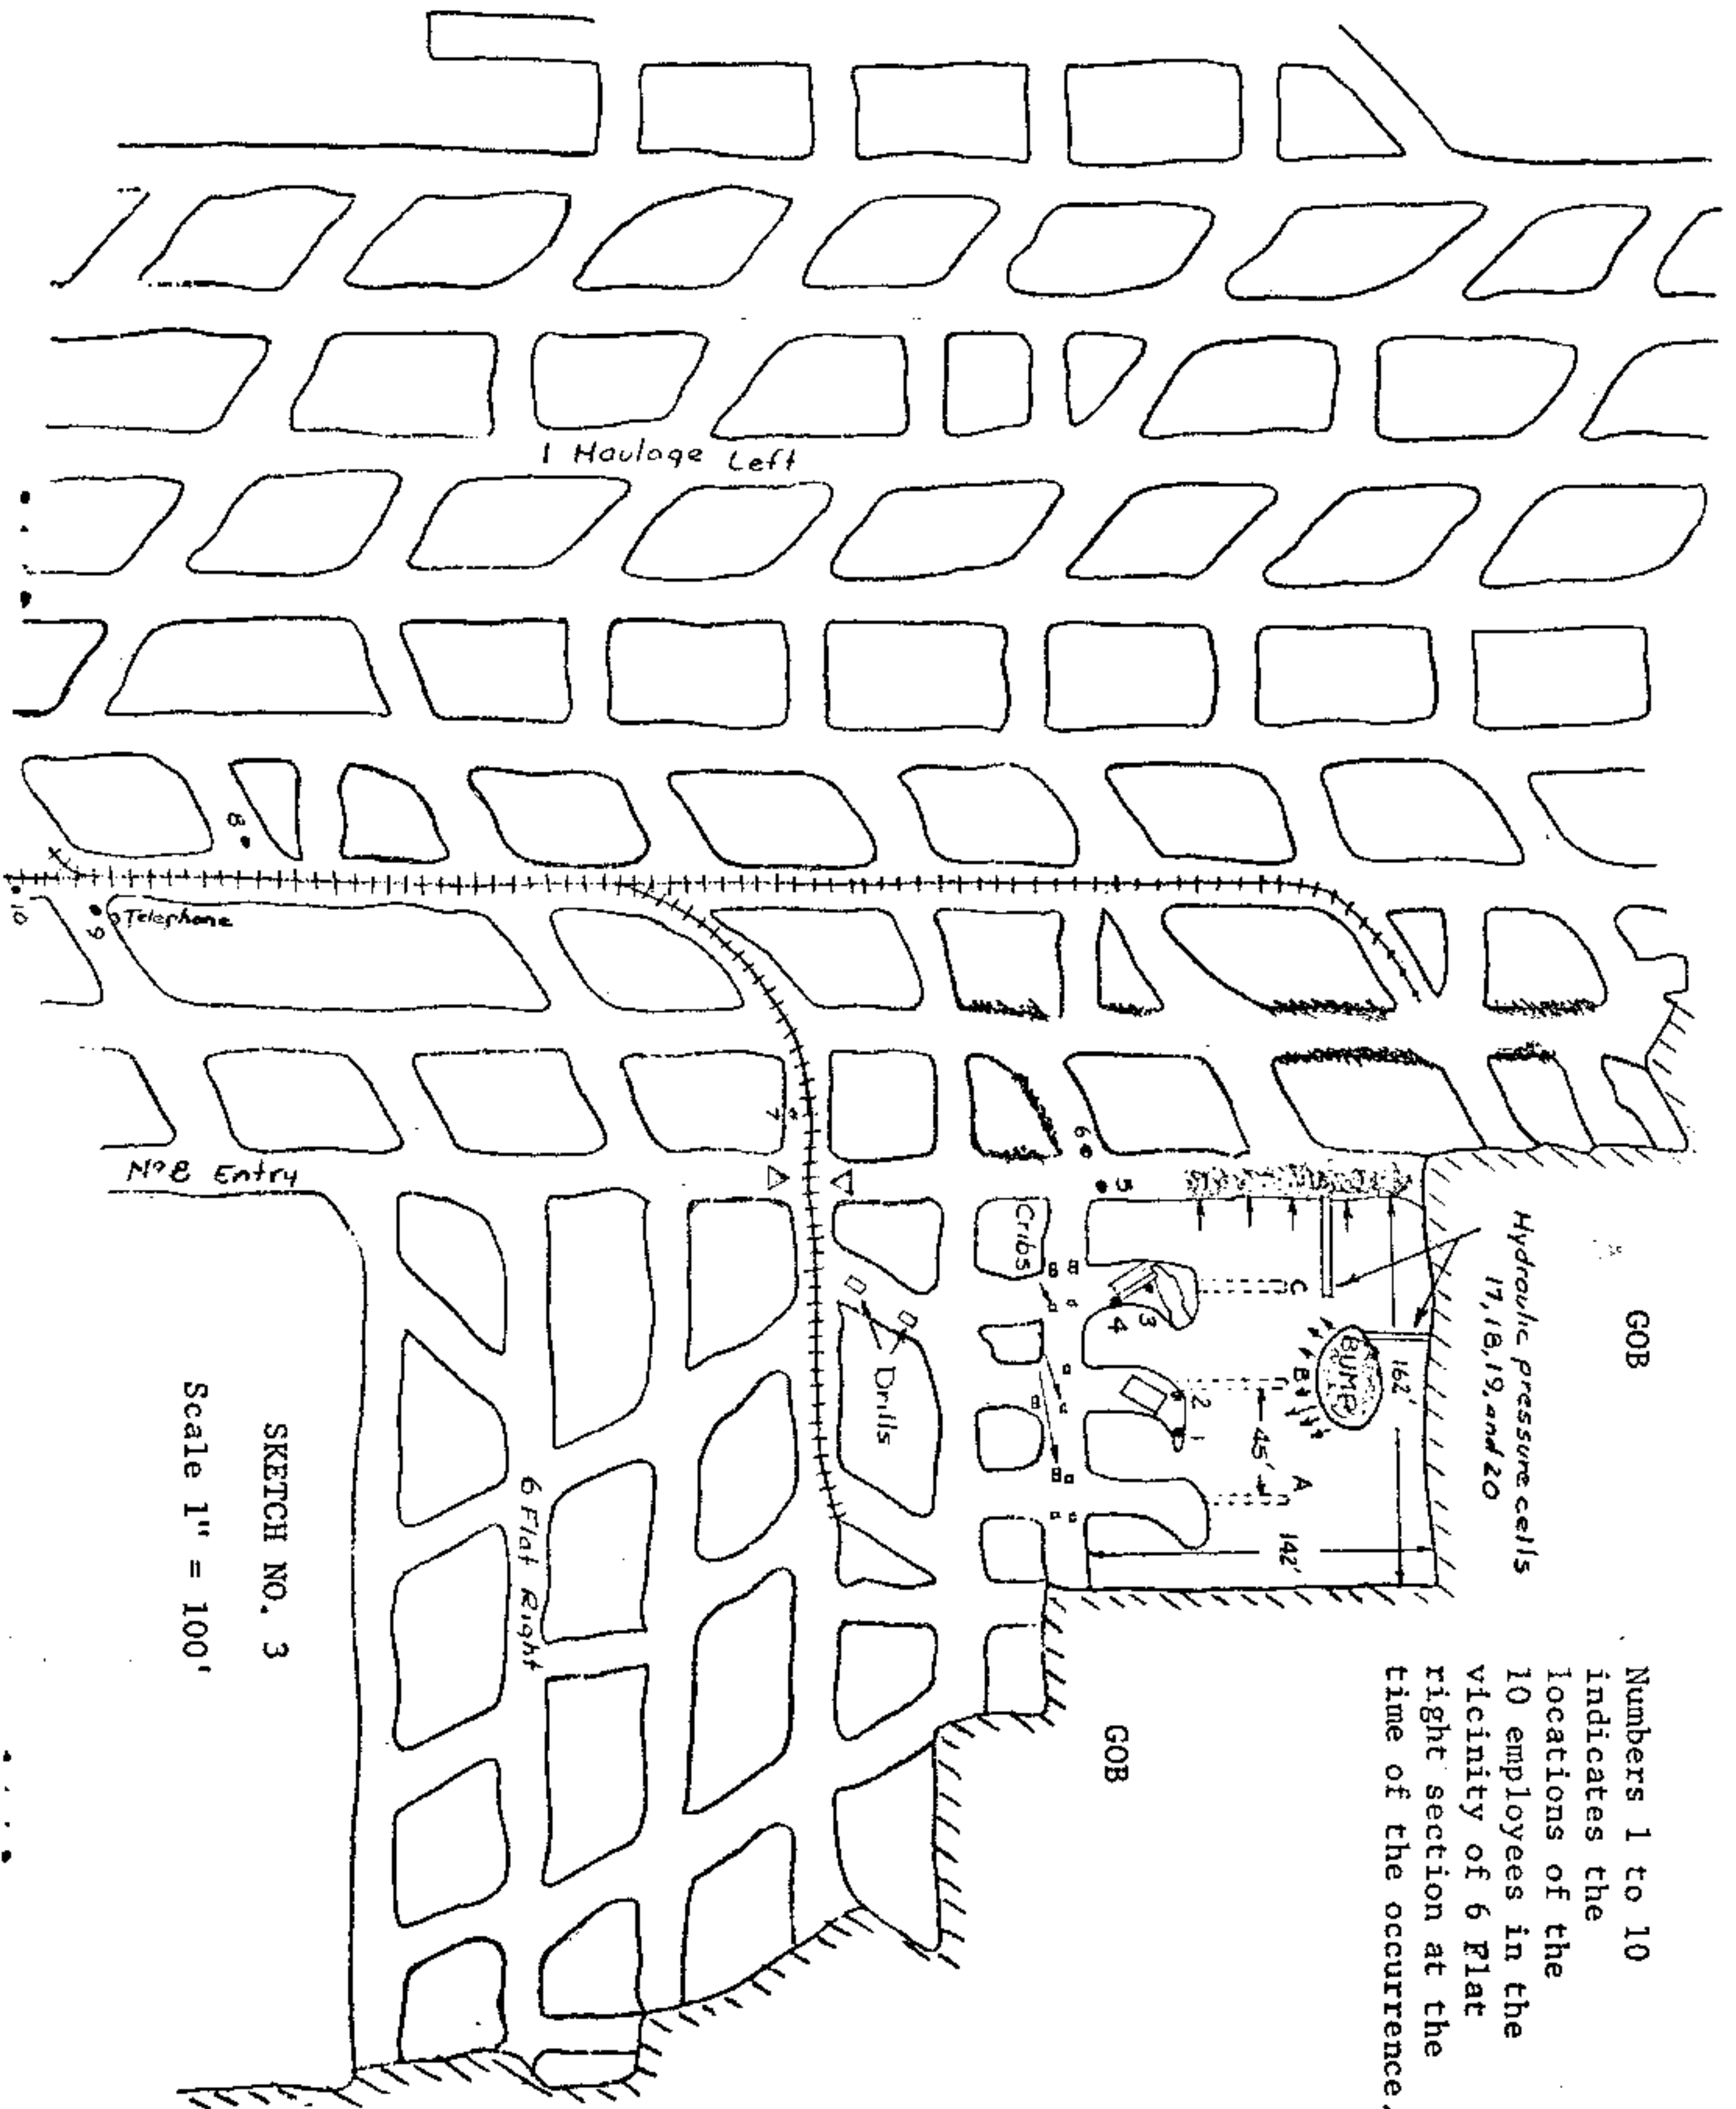 Numbers 1 to 10
indicates the
locations of the
10 employees in the
vicinity of 6 Flat
right section at the
time of the occurrence.
GOB
Hydraulic pressure cells
17, 18, 19, and 20
BUMP
162'
142'
45'
A
B
C
1
2
3
4
5
6
7
8
9
10
GOB
Cribs
Drills
Telephone
1 Haulage Left
No 8 Entry
6 Flat Right
SKETCH NO. 3
Scale 1" = 100'